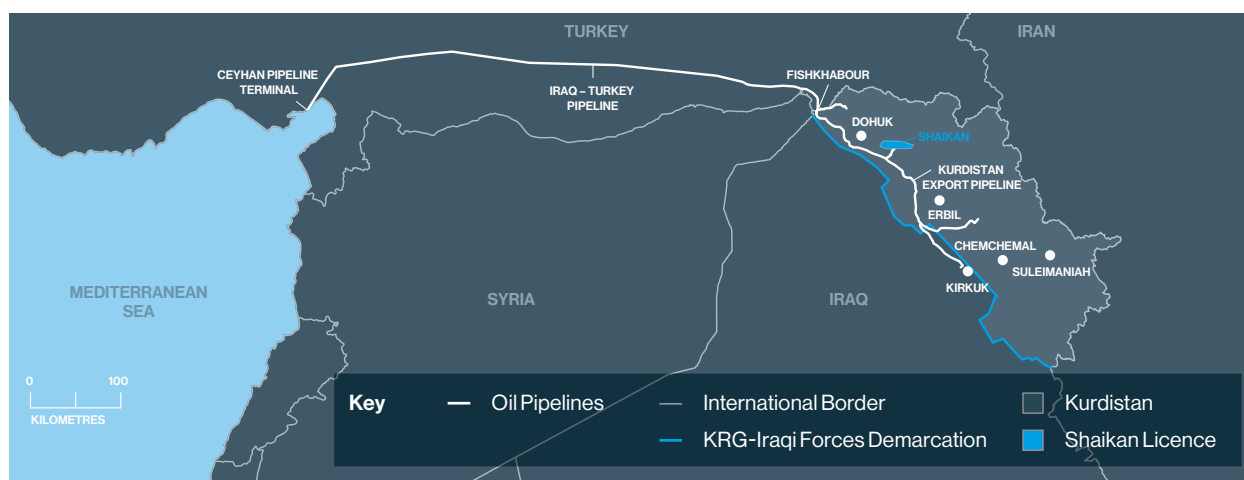 TURKEY
IRAN
CEYHAN PIPELINE
TERMINAL
FISHKHABOUR
IRAQ – TURKEY
PIPELINE
DOHUK
SHAIKAN
KURDISTAN
EXPORT PIPELINE
ERBIL
CHEMCHEMAL
SULEIMANIAH
KIRKUK
MEDITERRANEAN
SEA
SYRIA
IRAQ
0 100
KILOMETRES
Key
Oil Pipelines
International Border
Kurdistan
KRG-Iraqi Forces Demarcation
Shaikan Licence